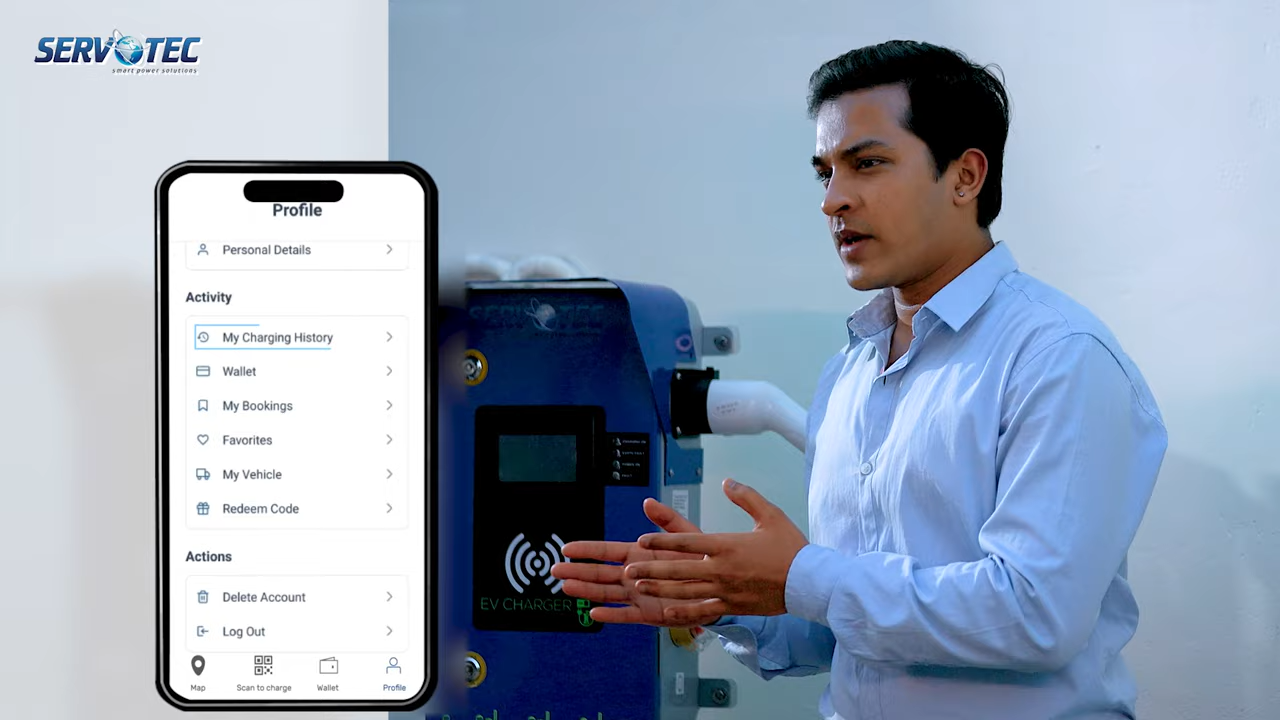 SERVOTEC
smart power solutions
Profile
Personal Details
Activity
My Charging History
Wallet
My Bookings
Favorites
My Vehicle
Redeem Code
Actions
Delete Account
Log Out
Map
Scan to charge
Wallet
Profile
SERVOTEC
EV CHARGER